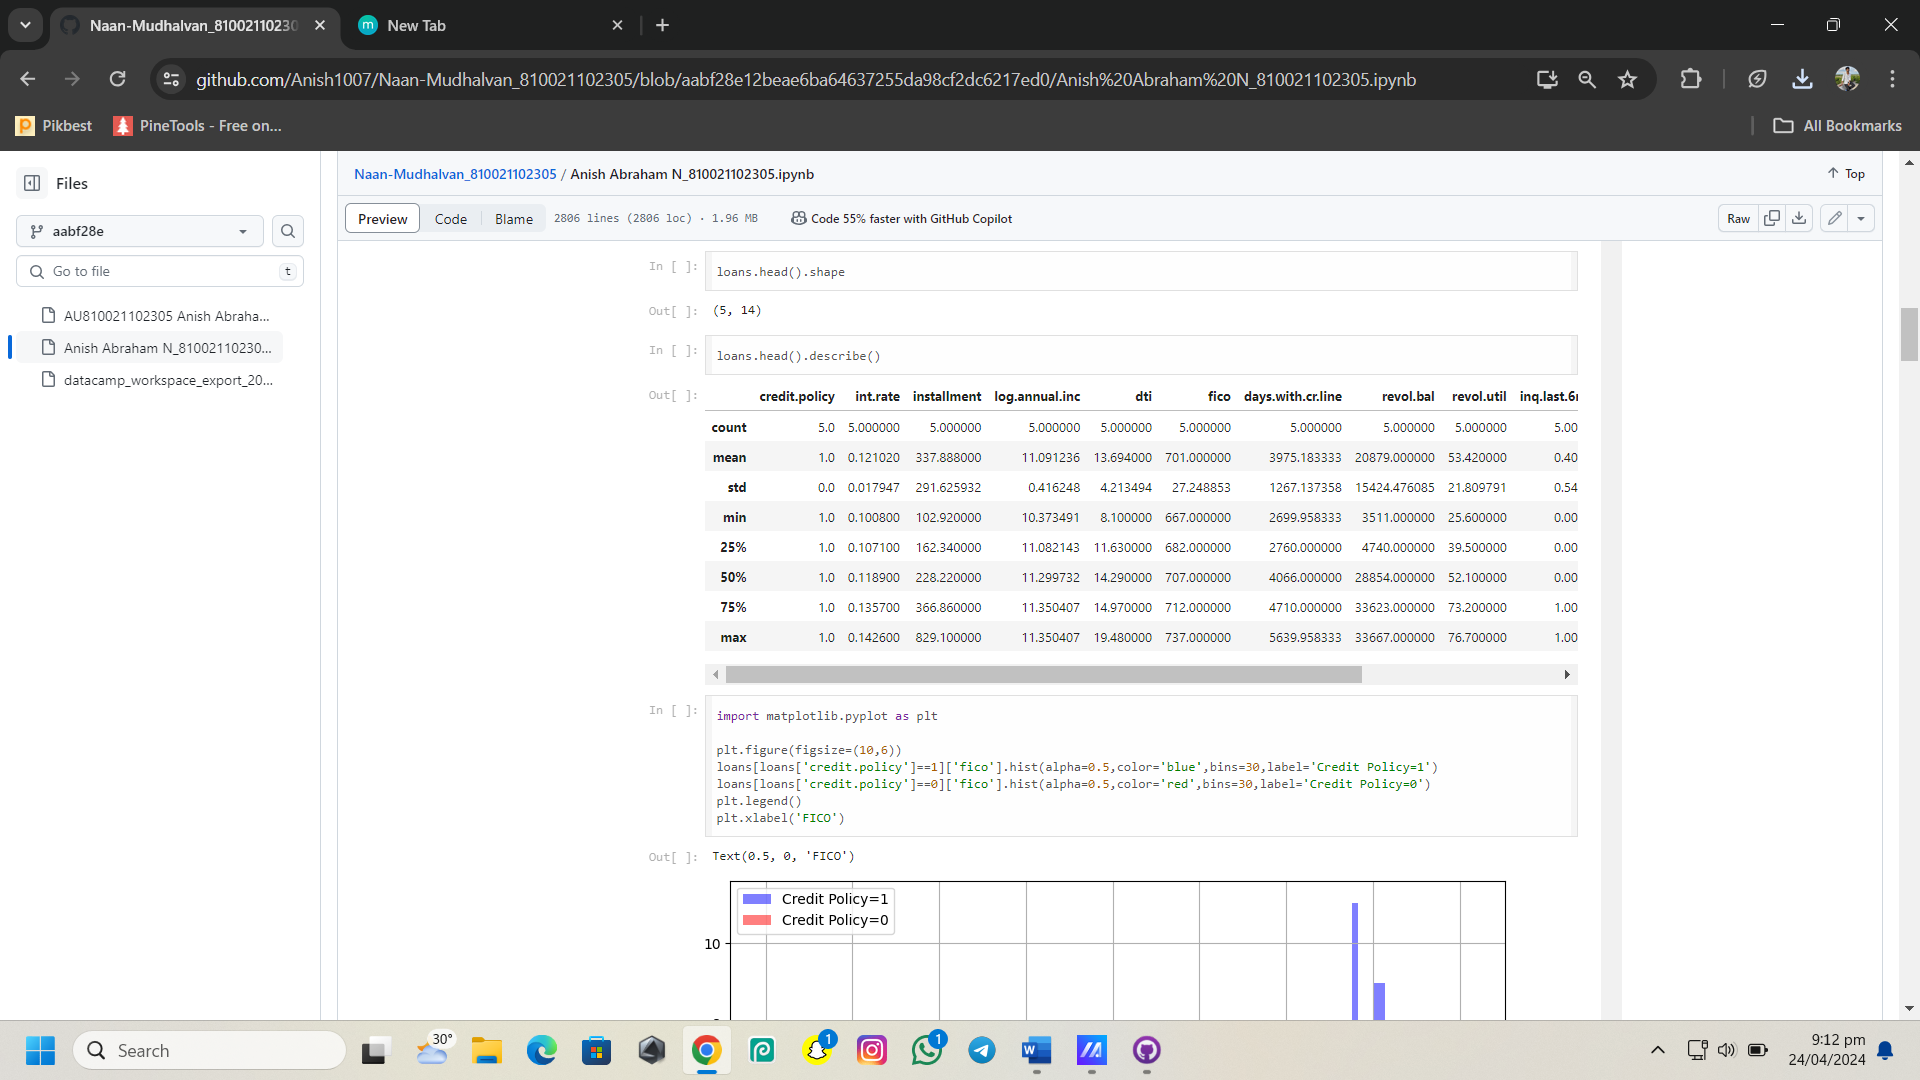 Naan-Mudhalvan_81002110230
New Tab
github.com/Anish1007/Naan-Mudhalvan_810021102305/blob/aabf28e12beae6ba64637255da98cf2dc6217ed0/Anish%20Abraham%20N_810021102305.ipynb
Pikbest
PineTools - Free on...
All Bookmarks
Files
Naan-Mudhalvan_810021102305 / Anish Abraham N_810021102305.ipynb
Top
aabf28e
Preview Code Blame 2806 lines (2806 loc) · 1.96 MB Code 55% faster with GitHub Copilot
Raw
Go to file t
AU810021102305 Anish Abraha...
Anish Abraham N_81002110230...
datacamp_workspace_export_20...
In [ ]: loans.head().shape
Out[ ]: (5, 14)
In [ ]: loans.head().describe()
Out[ ]: credit.policy int.rate installment log.annual.inc dti fico days.with.cr.line revol.bal revol.util inq.last.6
count 5.0 5.000000 5.000000 5.000000 5.000000 5.000000 5.000000 5.000000 5.000000 5.00
mean 1.0 0.121020 337.888000 11.091236 13.694000 701.000000 3975.183333 20879.000000 53.420000 0.40
std 0.0 0.017947 291.625932 0.416248 4.213494 27.248853 1267.137358 15424.476085 21.809791 0.54
min 1.0 0.100800 102.920000 10.373491 8.100000 667.000000 2699.958333 3511.000000 25.600000 0.00
25% 1.0 0.107100 162.340000 11.082143 11.630000 682.000000 2760.000000 4740.000000 39.500000 0.00
50% 1.0 0.118900 228.220000 11.299732 14.290000 707.000000 4066.000000 28854.000000 52.100000 0.00
75% 1.0 0.135700 366.860000 11.350407 14.970000 712.000000 4710.000000 33623.000000 73.200000 1.00
max 1.0 0.142600 829.100000 11.350407 19.480000 737.000000 5639.958333 33667.000000 76.700000 1.00
In [ ]: import matplotlib.pyplot as plt
plt.figure(figsize=(10,6))
loans[loans['credit.policy']==1]['fico'].hist(alpha=0.5,color='blue',bins=30,label='Credit Policy=1')
loans[loans['credit.policy']==0]['fico'].hist(alpha=0.5,color='red',bins=30,label='Credit Policy=0')
plt.legend()
plt.xlabel('FICO')
Out[ ]: Text(0.5, 0, 'FICO')
Credit Policy=1
Credit Policy=0
10
Search
30°
1
1
9:12 pm
24/04/2024